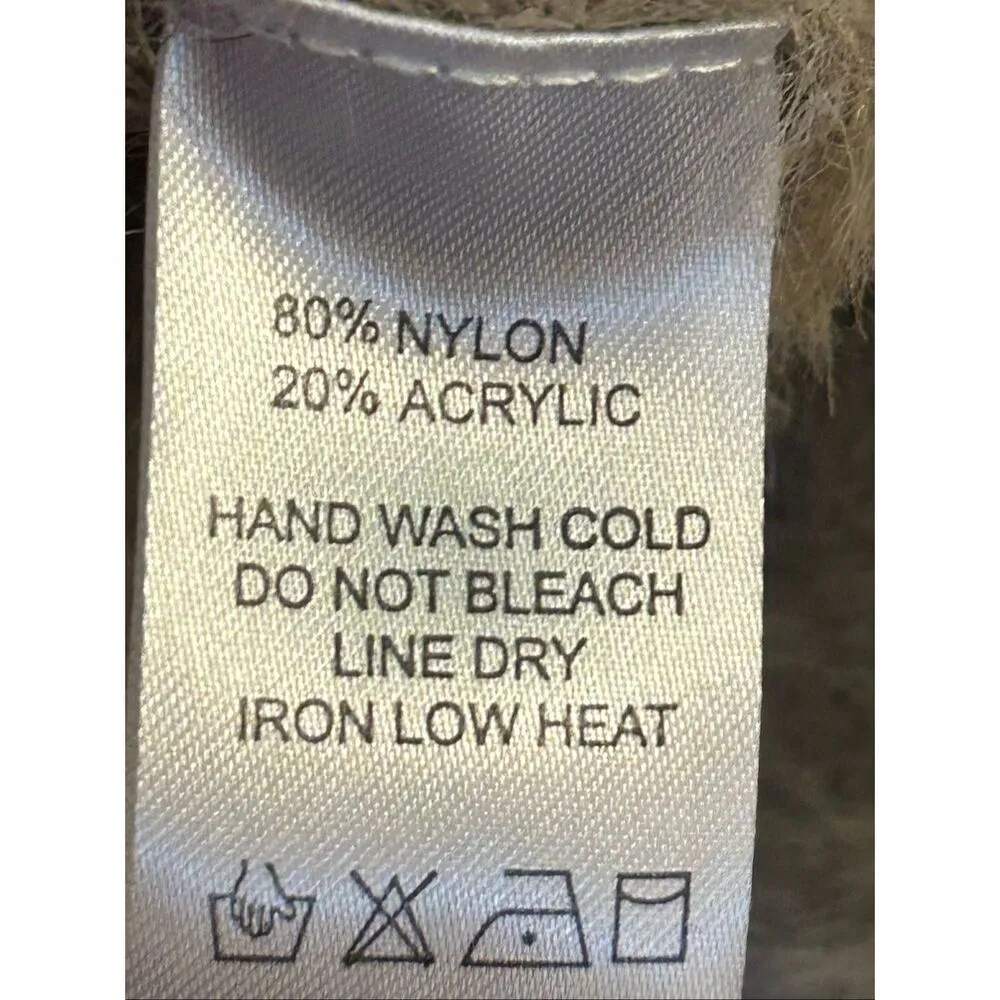 80% NYLON
20% ACRYLIC
HAND WASH COLD
DO NOT BLEACH
LINE DRY
IRON LOW HEAT